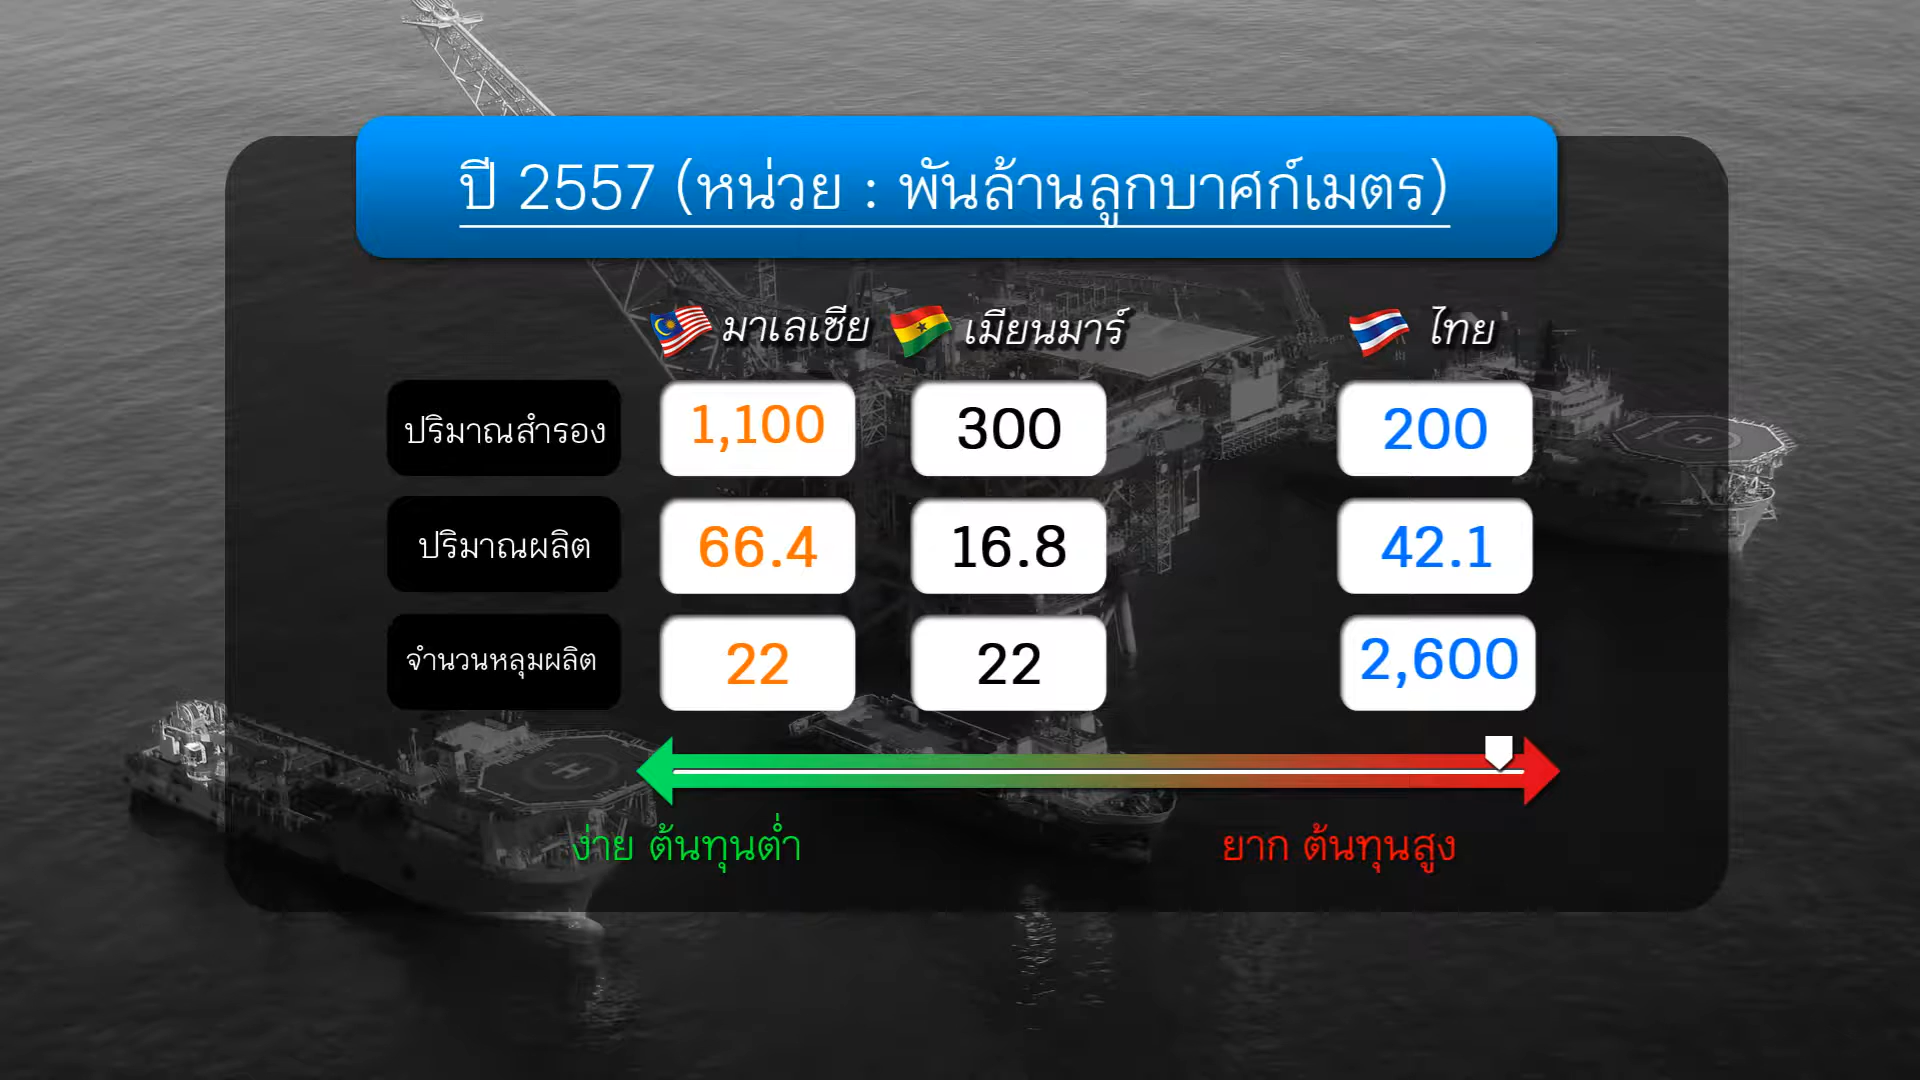 ปี 2557 (หน่วย : พันล้านลูกบาศก์เมตร)
มาเลเซีย เมียนมาร์ ไทย
ปริมาณสำรอง 1,100 300 200
ปริมาณผลิต 66.4 16.8 42.1
จำนวนหลุมผลิต 22 22 2,600
ง่าย ต้นทุนต่ำ ยาก ต้นทุนสูง